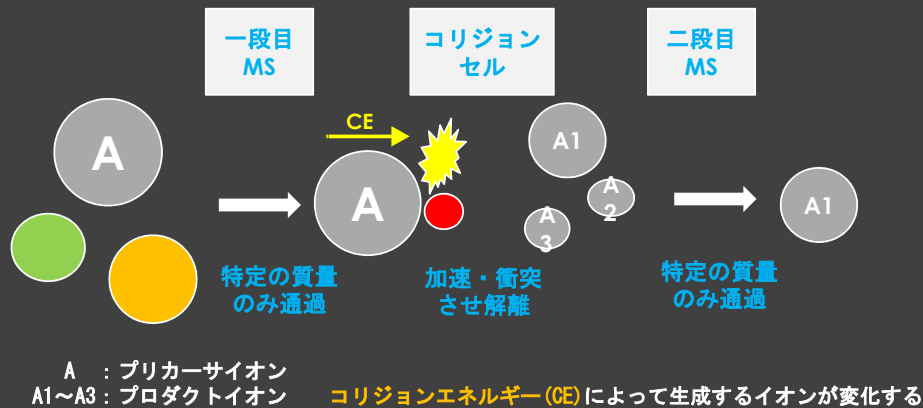 一段目
MS
コリジョン
セル
二段目
MS
CE
A
A
A1
A
2
A
3
A1
特定の質量
のみ通過
加速・衝突
させ解離
特定の質量
のみ通過
A :プリカーサイオン
A1~A3:プロダクトイオン
コリジョンエネルギー(CE)によって生成するイオンが変化する